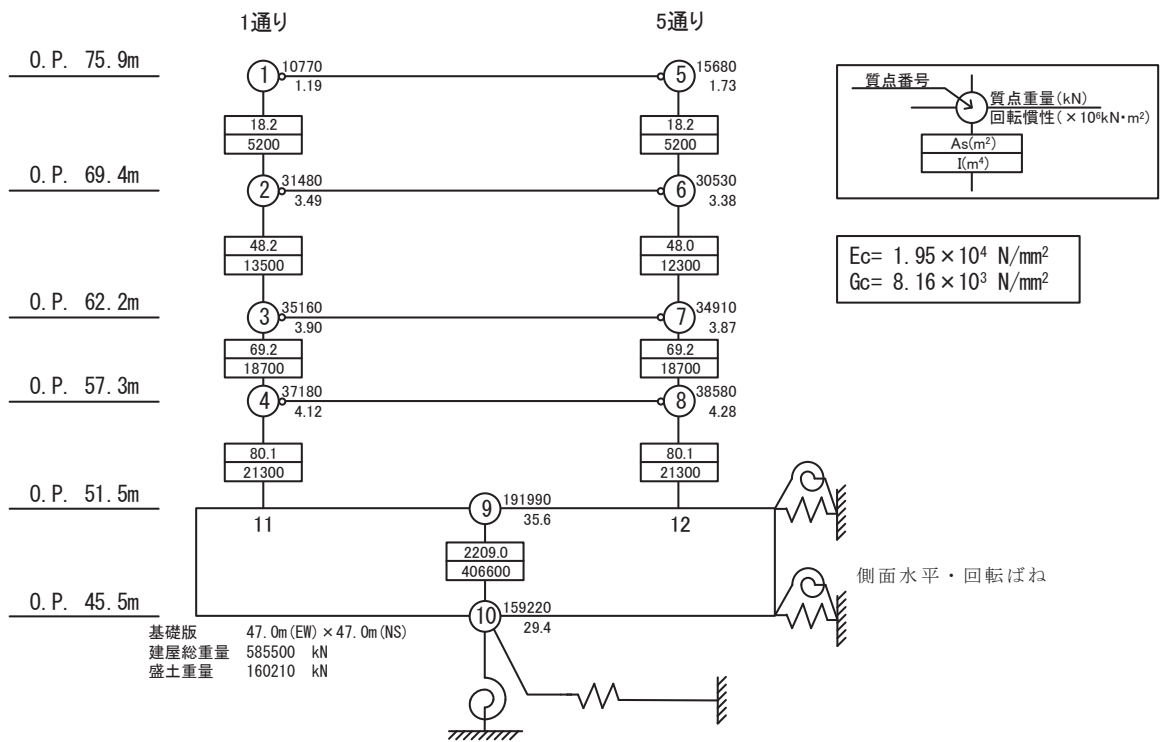 1通り 5通り
O.P. 75.9m
1 10770
1.19
5 15680
1.73
質点番号
質点重量(kN)
回転慣性(×10⁶kN・m²)
As(m²)
I(m⁴)
18.2
5200
18.2
5200
O.P. 69.4m
2 31480
3.49
6 30530
3.38
48.2
13500
48.0
12300
Ec= 1.95×10⁴ N/mm²
Gc= 8.16×10³ N/mm²
O.P. 62.2m
3 35160
3.90
7 34910
3.87
69.2
18700
69.2
18700
O.P. 57.3m
4 37180
4.12
8 38580
4.28
80.1
21300
80.1
21300
O.P. 51.5m
9 191990
35.6
11 12
2209.0
406600
側面水平・回転ばね
O.P. 45.5m
10 159220
29.4
基礎版 47.0m(EW)×47.0m(NS)
建屋総重量 585500 kN
盛土重量 160210 kN